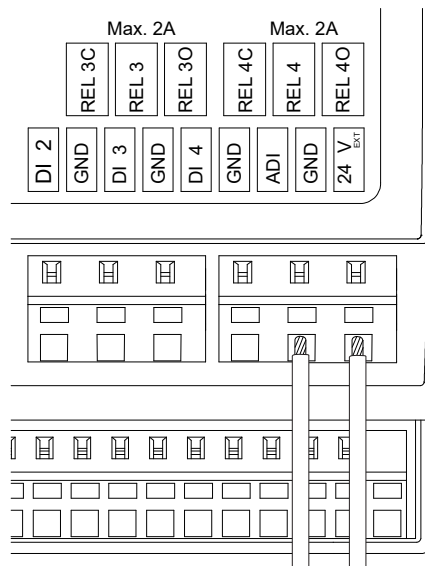 Max. 2A Max. 2A
REL 3C REL 3 REL 3O REL 4C REL 4 REL 4O
DI 2 GND DI 3 GND DI 4 GND ADI GND 24 V EXT